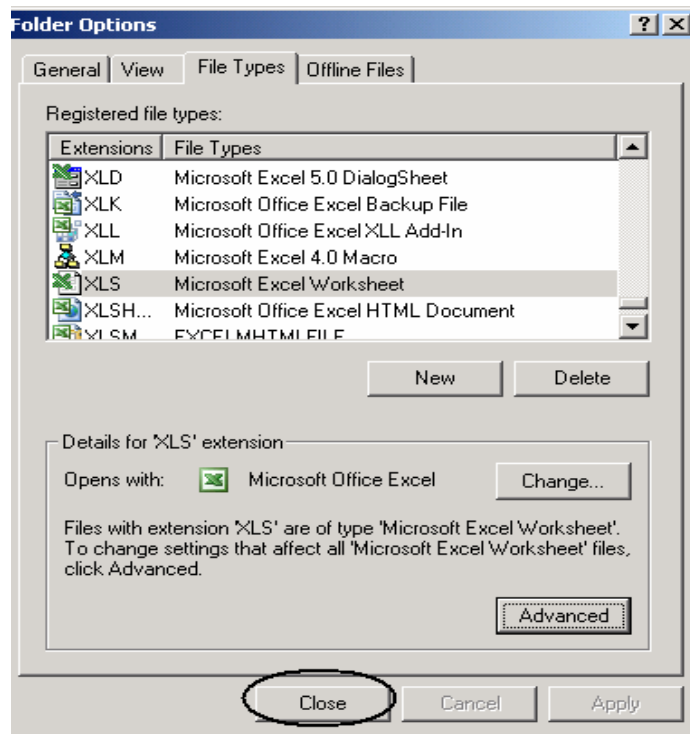 Folder Options
General View File Types Offline Files
Registered file types:
Extensions File Types
XLD Microsoft Excel 5.0 DialogSheet
XLK Microsoft Office Excel Backup File
XLL Microsoft Office Excel XLL Add-In
XLM Microsoft Excel 4.0 Macro
XLS Microsoft Excel Worksheet
XLSH... Microsoft Office Excel HTML Document
XLSM EXCELMHTMLFILE
New Delete
Details for 'XLS' extension
Opens with: Microsoft Office Excel Change...
Files with extension 'XLS' are of type 'Microsoft Excel Worksheet'.
To change settings that affect all 'Microsoft Excel Worksheet' files,
click Advanced.
Advanced
Close Cancel Apply